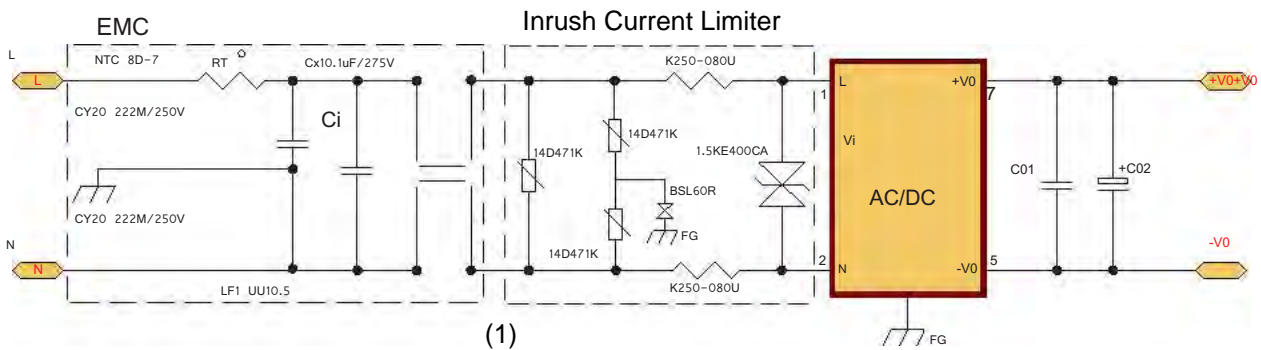 Inrush Current Limiter
EMC
L
NTC 8D-7
RT
Cx10.1uF/275V
K250-080U
L
CY20 222M/250V
Ci
14D471K
14D471K
1.5KE400CA
BSL60R
FG
CY20 222M/250V
14D471K
N
N
LF1 UU10.5
K250-080U
1
L
+V0
7
Vi
AC/DC
2
N
-V0
5
FG
C01
+C02
+V0+V0
-V0
(1)